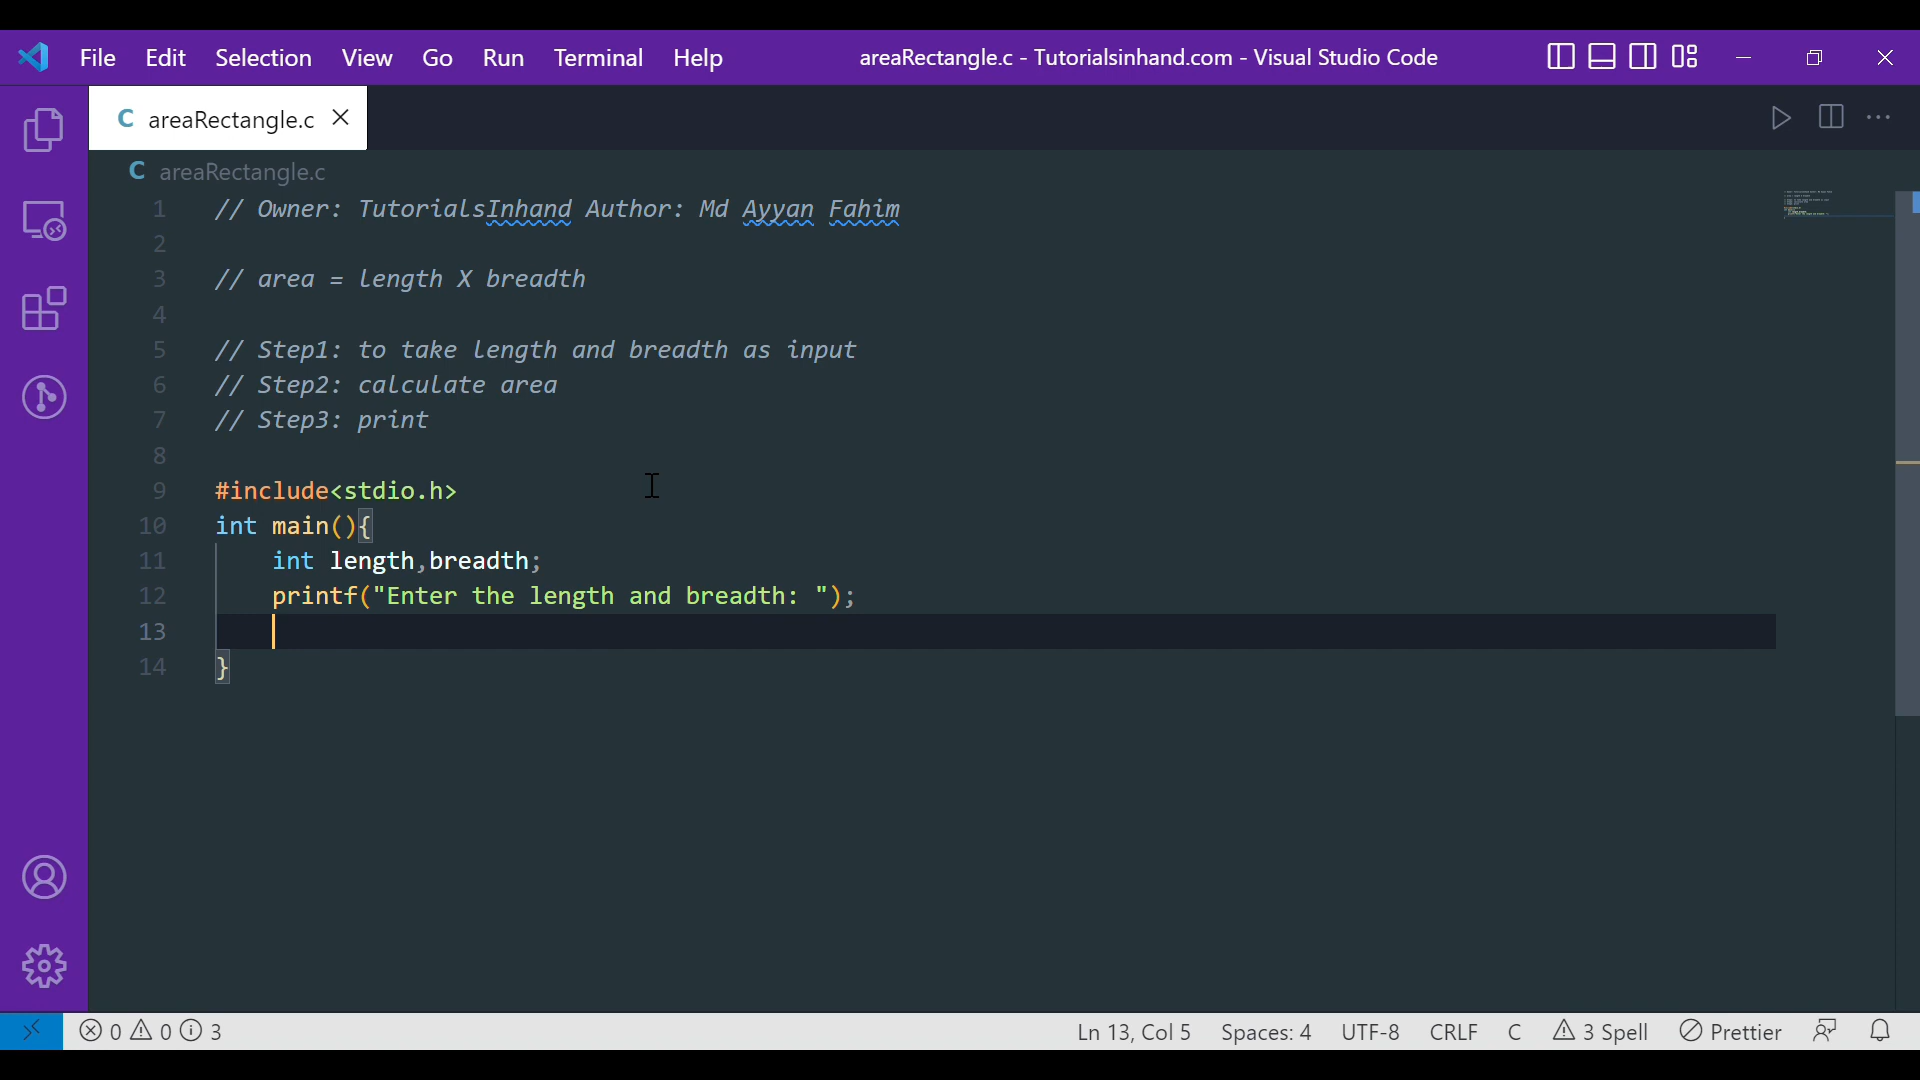 File Edit Selection View Go Run Terminal Help areaRectangle.c - Tutorialsinhand.com - Visual Studio Code
C areaRectangle.c
C areaRectangle.c
1 // Owner: TutorialsInhand Author: Md Ayyan Fahim
2
3 // area = length X breadth
4
5 // Step1: to take length and breadth as input
6 // Step2: calculate area
7 // Step3: print
8
9 #include<stdio.h>
10 int main(){
11     int length,breadth;
12     printf("Enter the length and breadth: ");
13
14 }
0 0 3 Ln 13, Col 5 Spaces: 4 UTF-8 CRLF C 3 Spell Prettier